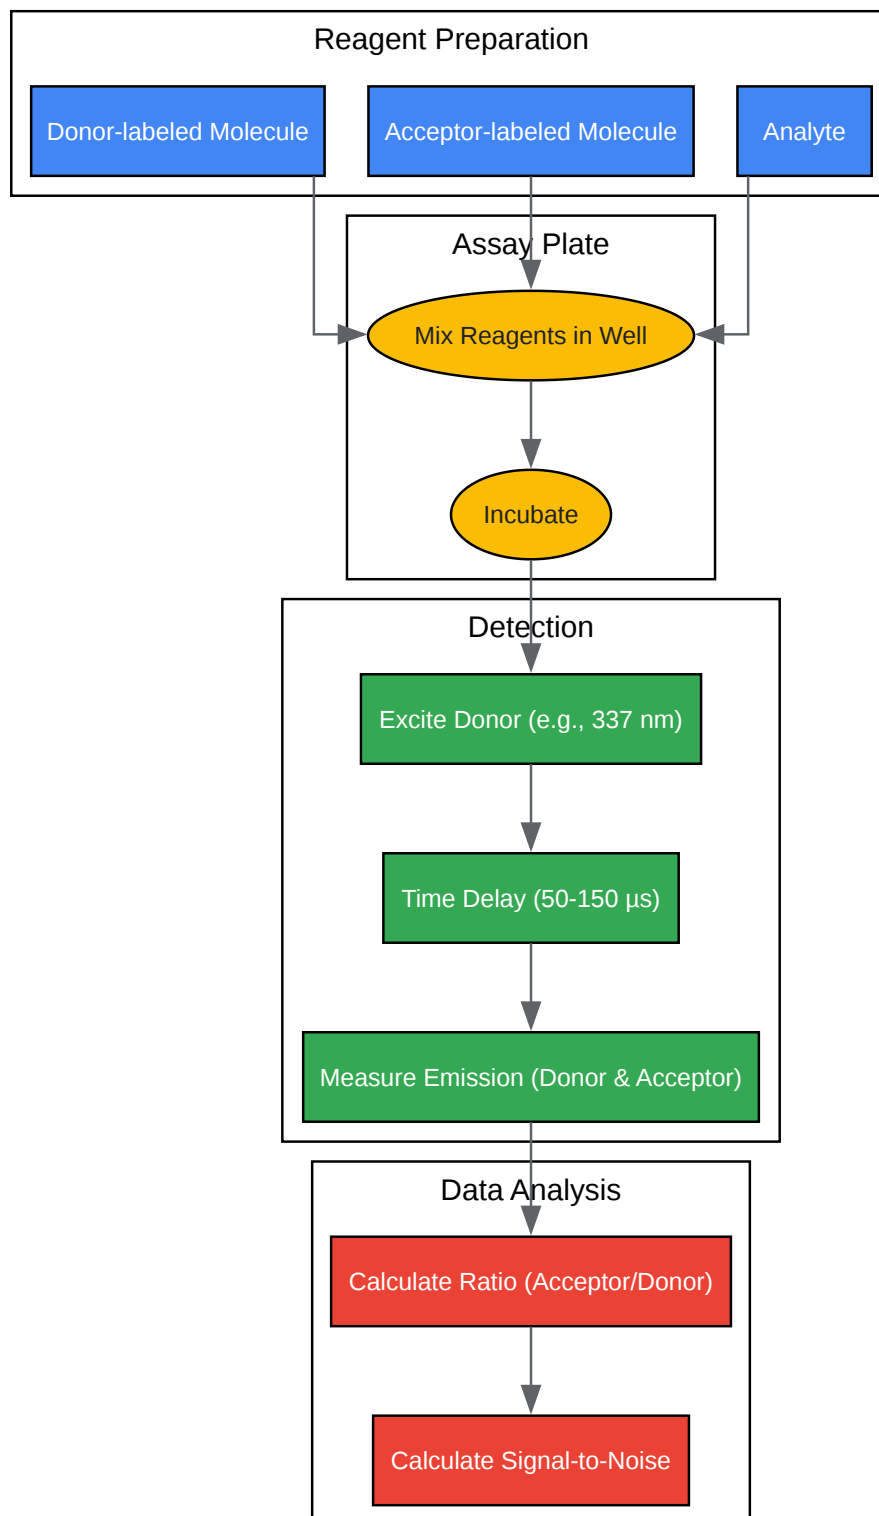 Reagent Preparation
Donor-labeled Molecule
Acceptor-labeled Molecule
Analyte
Assay Plate
Mix Reagents in Well
Incubate
Detection
Excite Donor (e.g., 337 nm)
Time Delay (50-150 µs)
Measure Emission (Donor & Acceptor)
Data Analysis
Calculate Ratio (Acceptor/Donor)
Calculate Signal-to-Noise